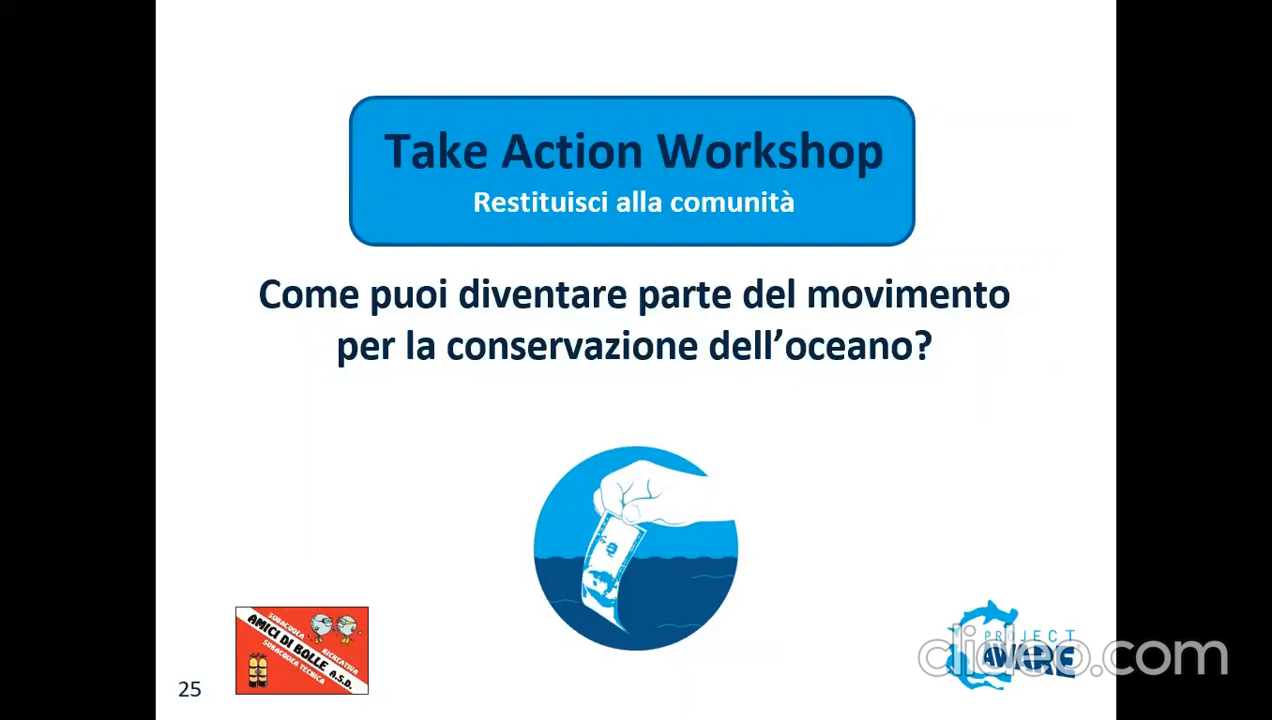 Take Action Workshop
Restituisci alla comunità
Come puoi diventare parte del movimento
per la conservazione dell’oceano?
SUBACQUEA
RICREATIVA
AMICI DI BOLLE A.S.D.
SUBACQUEA TECNICA
PROJECT
AWARE
clideo.com
25